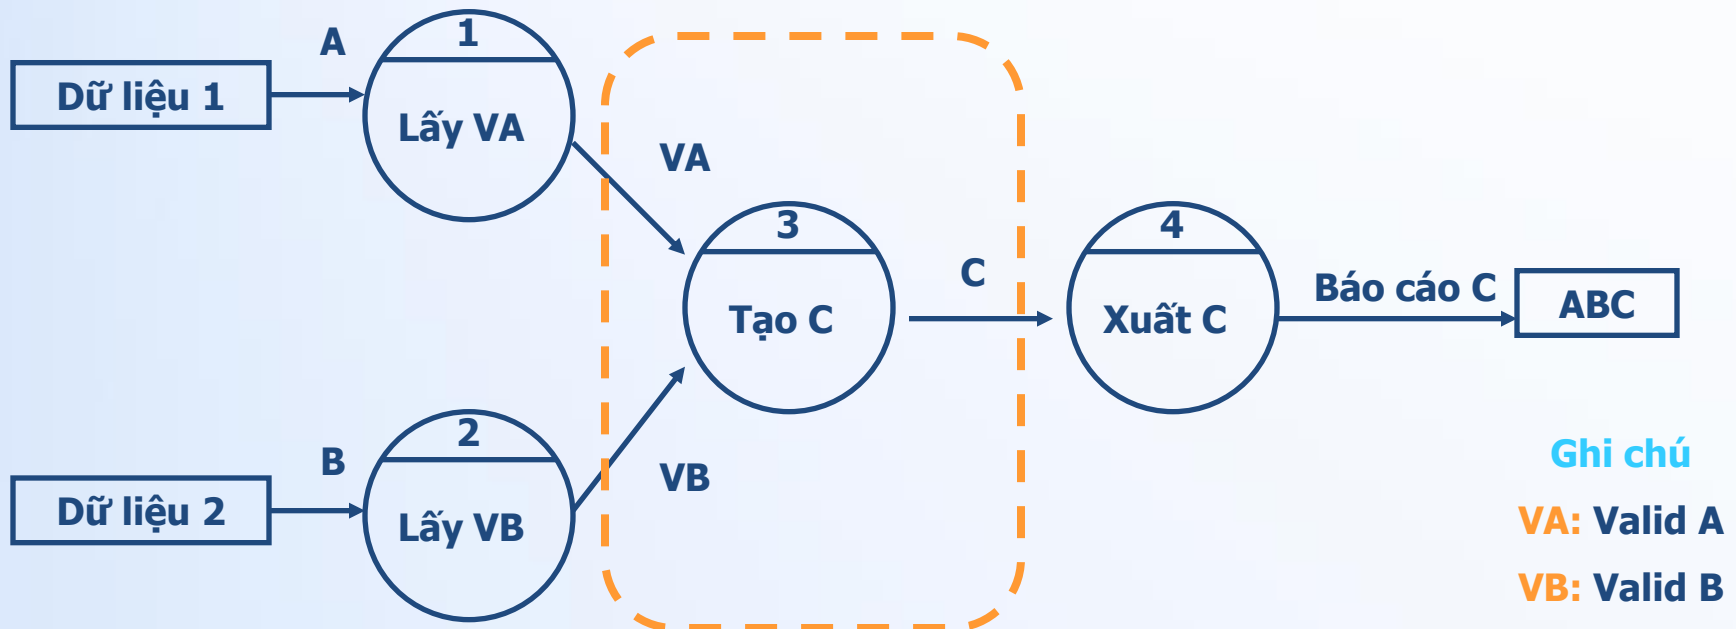 A
1
Dữ liệu 1
Lấy VA
VA
3
4
C
Tạo C
Xuất C
Báo cáo C
ABC
B
2
VB
Dữ liệu 2
Lấy VB
Ghi chú
VA: Valid A
VB: Valid B